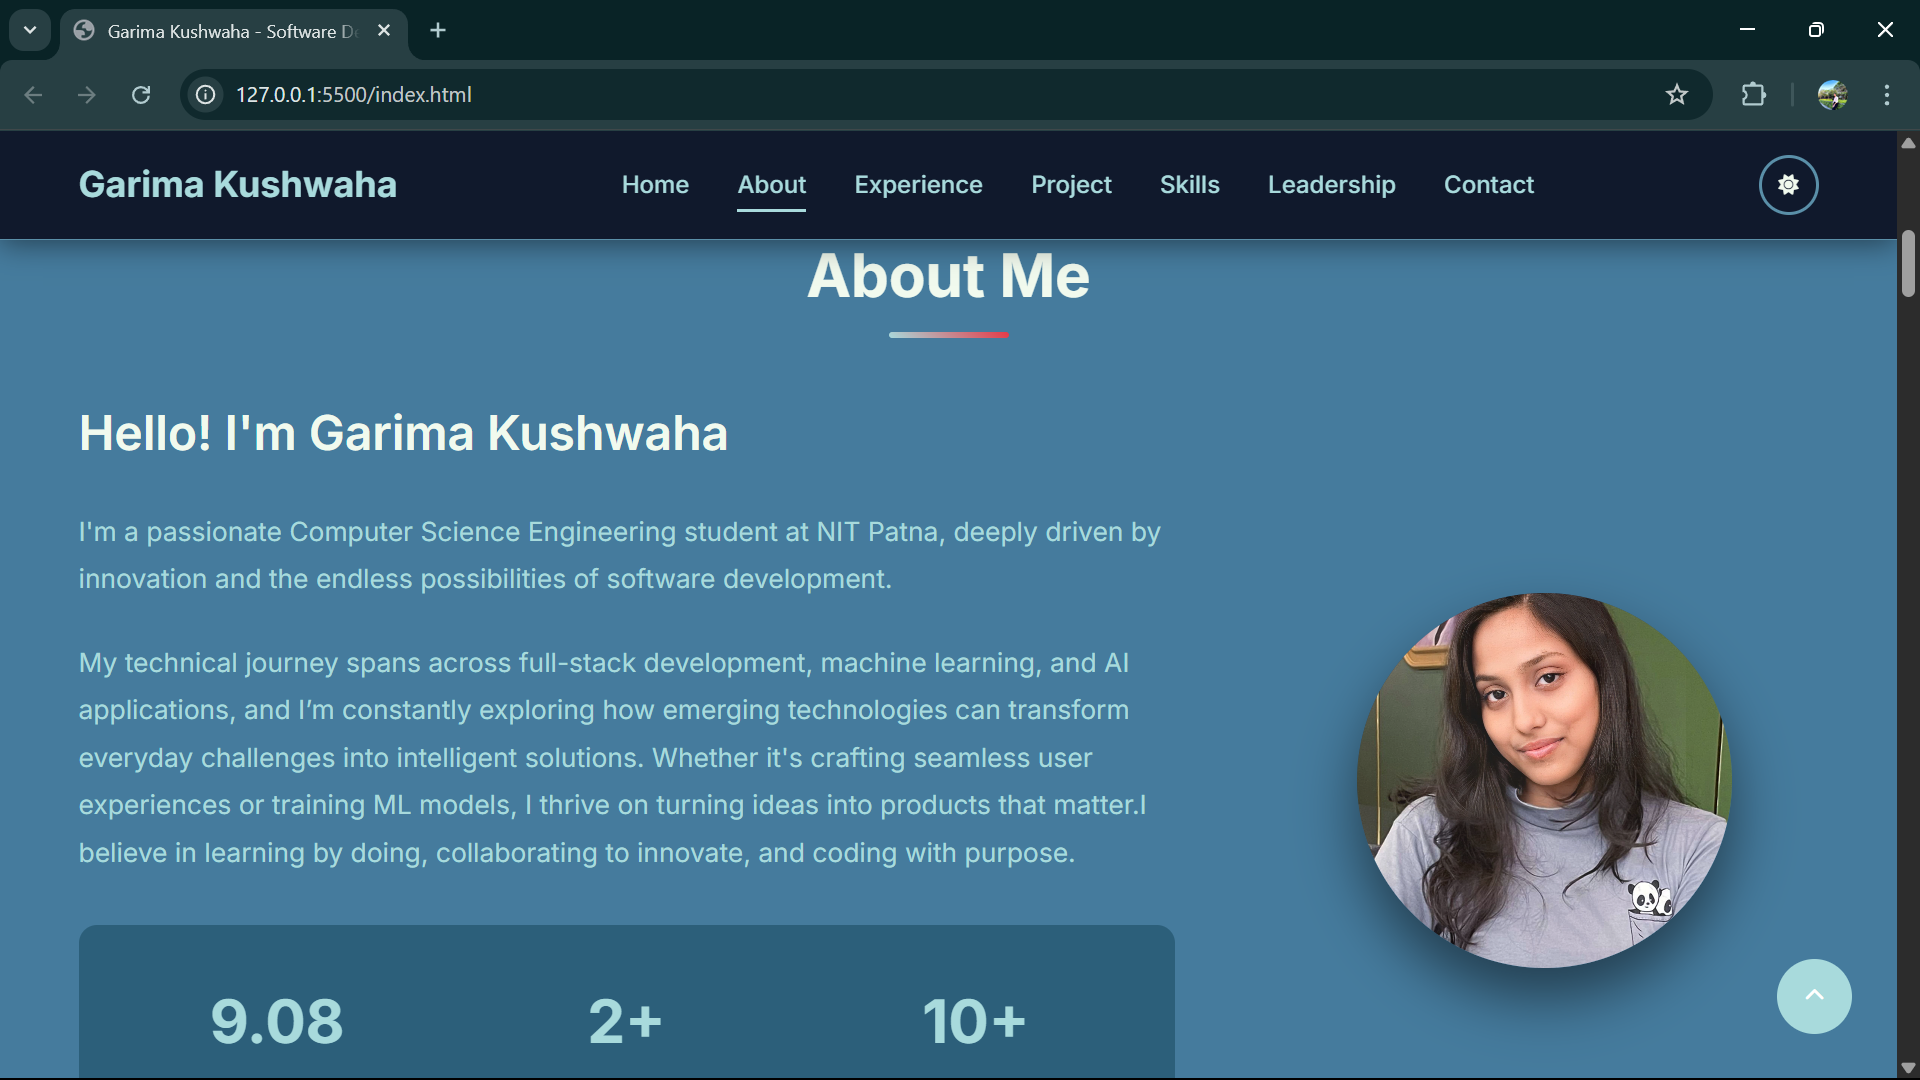 Garima Kushwaha - Software D
127.0.0.1:5500/index.html
Garima Kushwaha
Home About Experience Project Skills Leadership Contact
About Me
Hello! I'm Garima Kushwaha
I'm a passionate Computer Science Engineering student at NIT Patna, deeply driven by
innovation and the endless possibilities of software development.
My technical journey spans across full-stack development, machine learning, and AI
applications, and I’m constantly exploring how emerging technologies can transform
everyday challenges into intelligent solutions. Whether it's crafting seamless user
experiences or training ML models, I thrive on turning ideas into products that matter.I
believe in learning by doing, collaborating to innovate, and coding with purpose.
9.08 2+ 10+